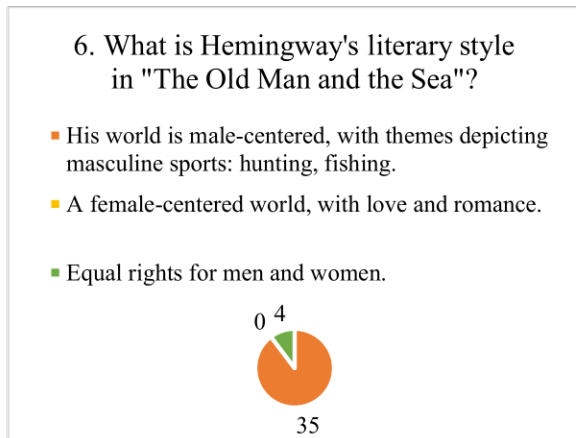 6. What is Hemingway's literary style
in "The Old Man and the Sea"?
His world is male-centered, with themes depicting
masculine sports: hunting, fishing.
A female-centered world, with love and romance.
Equal rights for men and women.
0 4
35